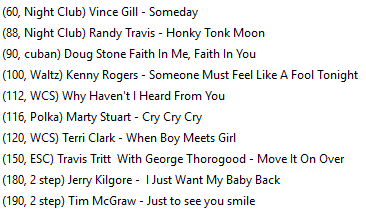 (60, Night Club) Vince Gill - Someday
(88, Night Club) Randy Travis - Honky Tonk Moon
(90, cuban) Doug Stone Faith In Me, Faith In You
(100, Waltz) Kenny Rogers - Someone Must Feel Like A Fool Tonight
(112, WCS) Why Haven't I Heard From You
(116, Polka) Marty Stuart - Cry Cry Cry
(120, WCS) Terri Clark - When Boy Meets Girl
(150, ESC) Travis Tritt  With George Thorogood - Move It On Over
(180, 2 step) Jerry Kilgore -  I Just Want My Baby Back
(190, 2 step) Tim McGraw - Just to see you smile